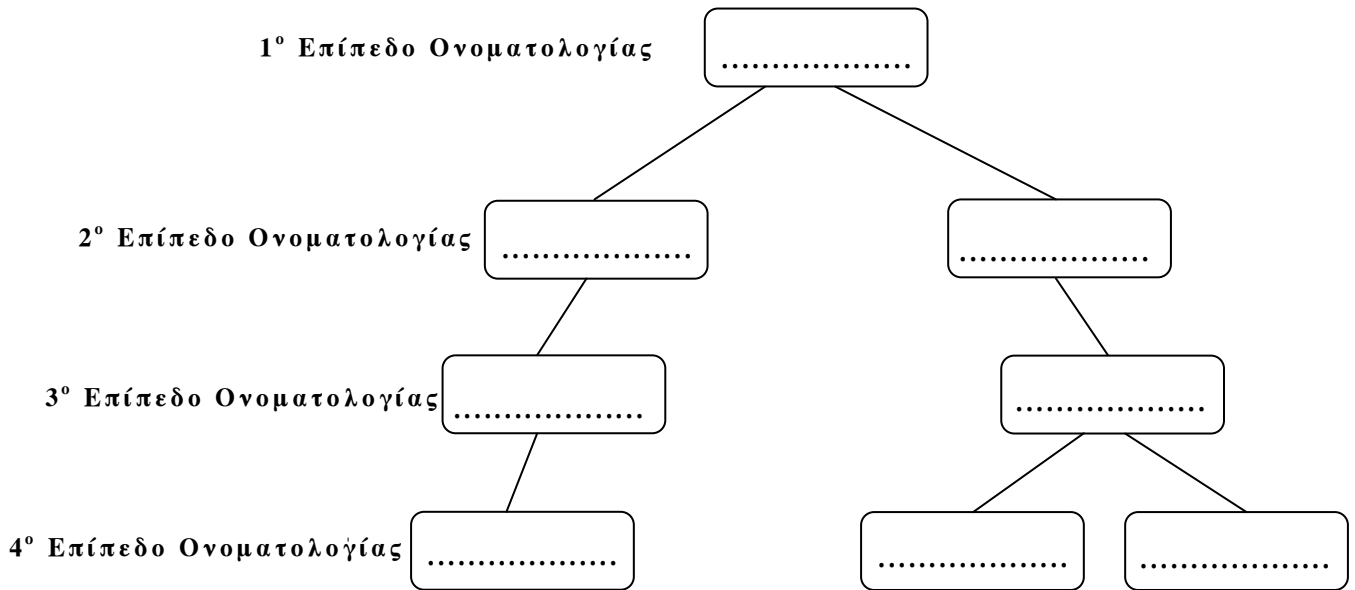 1ο Επίπεδο Ονοματολογίας
...................
2ο Επίπεδο Ονοματολογίας
................... ...................
3ο Επίπεδο Ονοματολογίας
................... ...................
4ο Επίπεδο Ονοματολογίας
................... ................... ...................